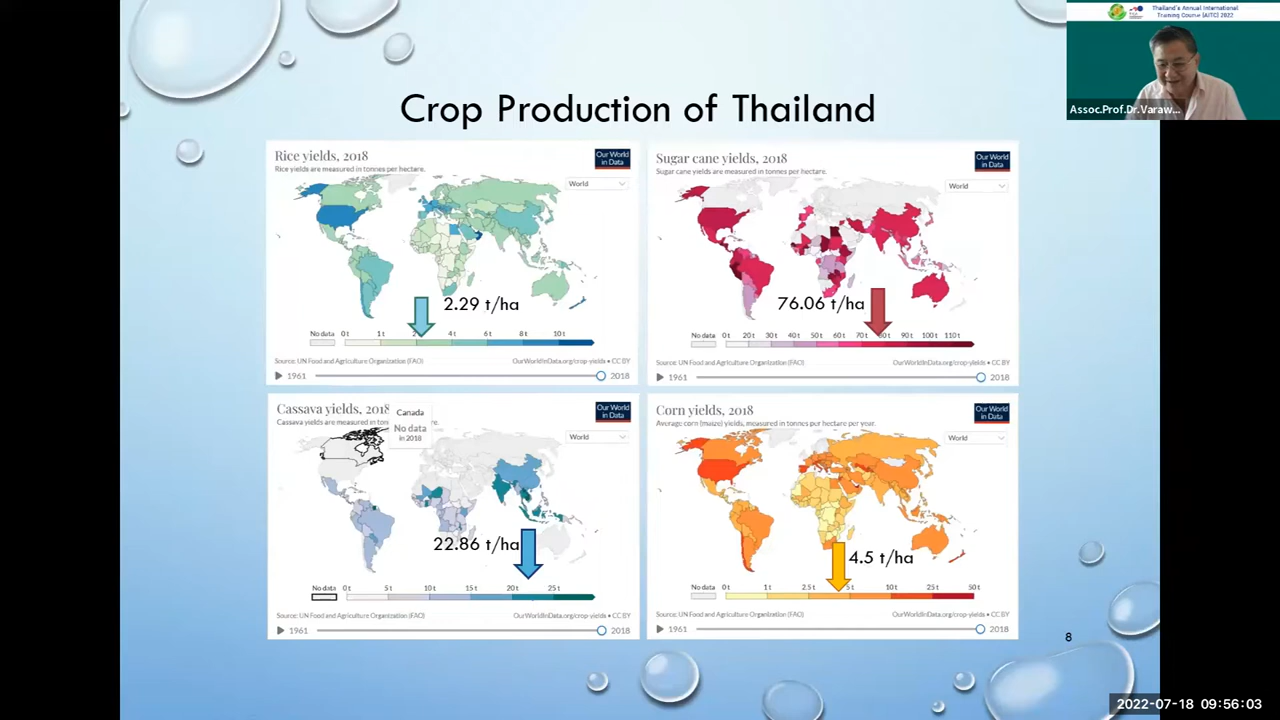 Thailand's Annual International
Training Course (AITC) 2022
Assoc.Prof.Dr.Varaw...
Crop Production of Thailand
Rice yields, 2018
Rice yields are measured in tonnes per hectare.
Our World
in Data
World
2.29 t/ha
No data
0 t
1 t
2
4 t
6 t
8 t
10 t
Source: UN Food and Agriculture Organization (FAO)
OurWorldInData.org/crop-yields • CC BY
1961
2018
Sugar cane yields, 2018
Sugar cane yields are measured in tonnes per hectare.
Our World
in Data
World
76.06 t/ha
No data
0 t
20 t
30 t
40 t
50 t
60 t
70 t
80 t
90 t
100 t
110 t
Source: UN Food and Agriculture Organization (FAO)
OurWorldInData.org/crop-yields • CC BY
1961
2018
Cassava yields, 2018
Cassava yields are measured in
Canada
No data
in 2018
Our World
in Data
World
22.86 t/ha
No data
0 t
5 t
10 t
15 t
20 t
25 t
Source: UN Food and Agriculture Organization (FAO)
OurWorldInData.org/crop-yields • CC BY
1961
2018
Corn yields, 2018
Average corn (maize) yields, measured in tonnes per hectare per year.
Our World
in Data
World
4.5 t/ha
No data
0 t
1 t
2.5 t
5 t
10 t
25 t
50 t
Source: UN Food and Agriculture Organization (FAO)
OurWorldInData.org/crop-yields • CC BY
1961
2018
8
2022-07-18 09:56:03